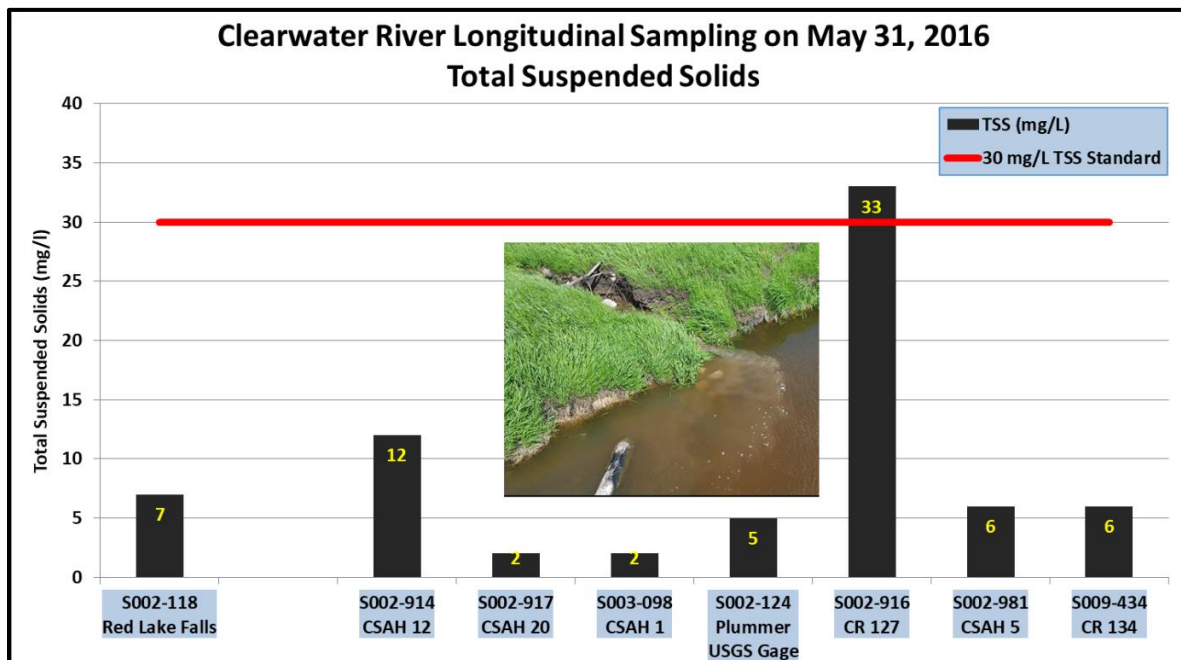 Clearwater River Longitudinal Sampling on May 31, 2016
Total Suspended Solids
Total Suspended Solids (mg/l)
40
35
30
25
20
15
10
5
0
TSS (mg/L)
30 mg/L TSS Standard
7
12
2
2
5
33
6
6
S002-118
Red Lake Falls
S002-914
CSAH 12
S002-917
CSAH 20
S003-098
CSAH 1
S002-124
Plummer
USGS Gage
S002-916
CR 127
S002-981
CSAH 5
S009-434
CR 134